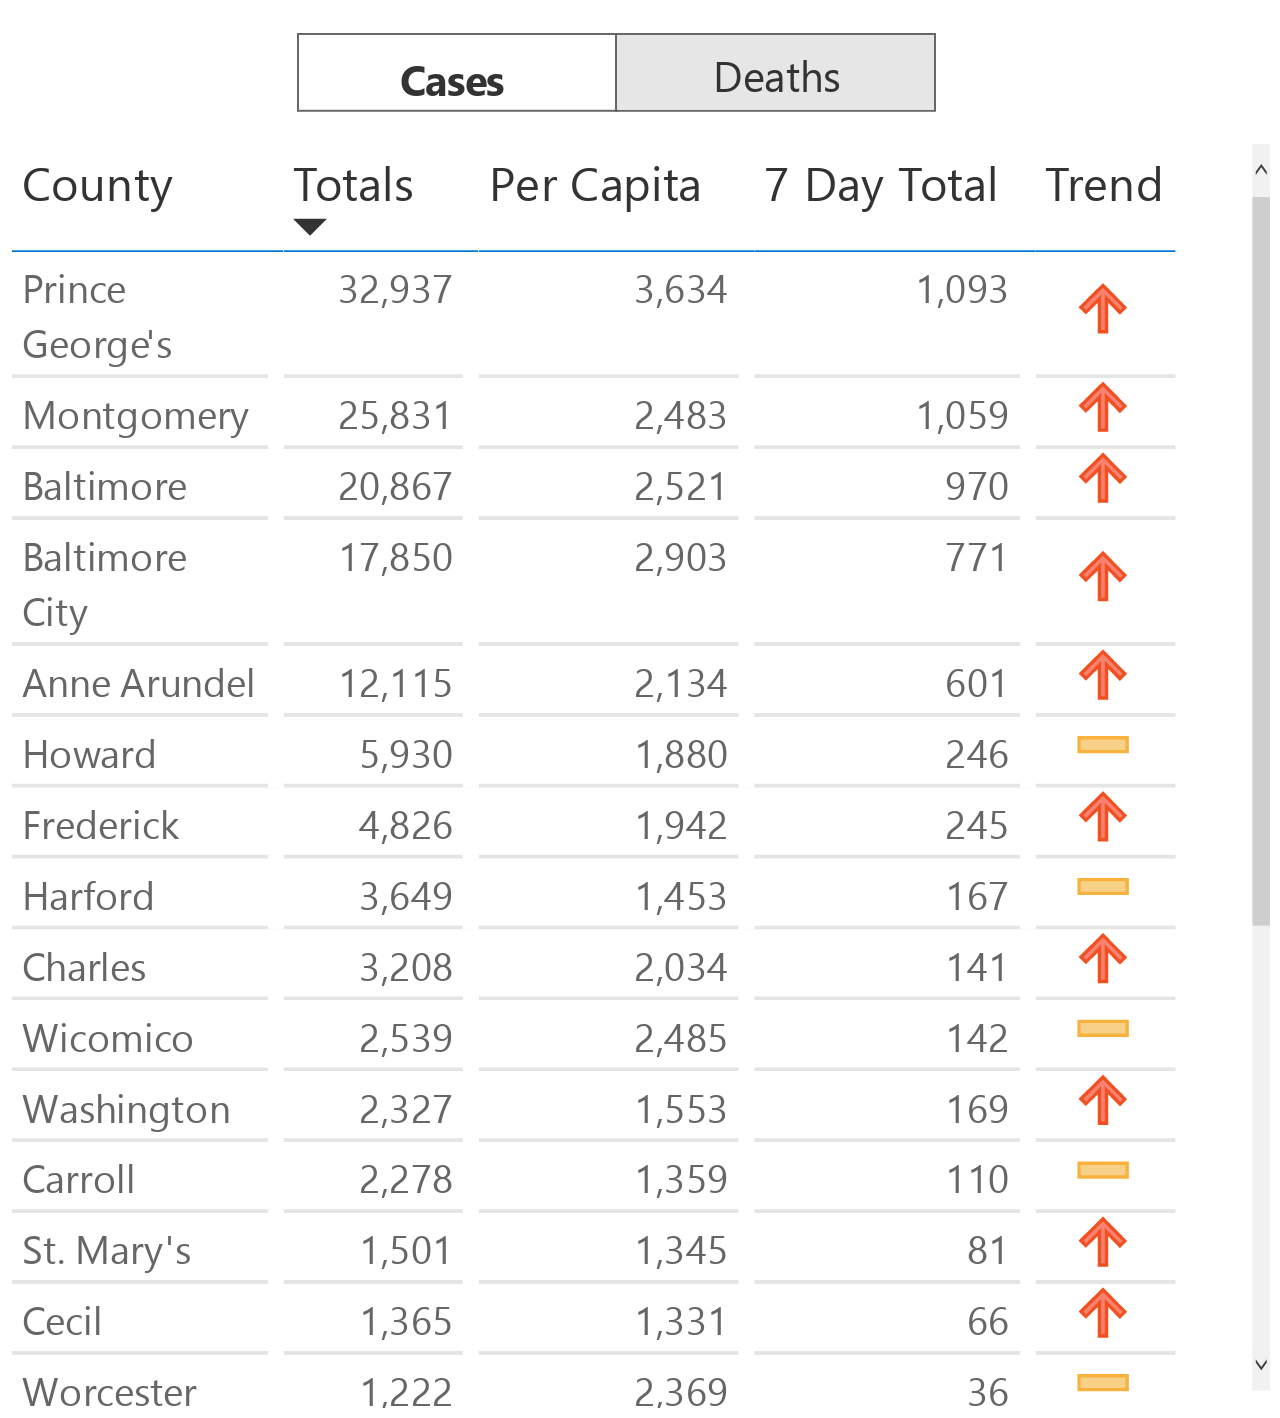 Cases Deaths
County Totals Per Capita 7 Day Total Trend
Prince 32,937 3,634 1,093
George's
Montgomery 25,831 2,483 1,059
Baltimore 20,867 2,521 970
Baltimore 17,850 2,903 771
City
Anne Arundel 12,115 2,134 601
Howard 5,930 1,880 246
Frederick 4,826 1,942 245
Harford 3,649 1,453 167
Charles 3,208 2,034 141
Wicomico 2,539 2,485 142
Washington 2,327 1,553 169
Carroll 2,278 1,359 110
St. Mary's 1,501 1,345 81
Cecil 1,365 1,331 66
Worcester 1,222 2,369 36